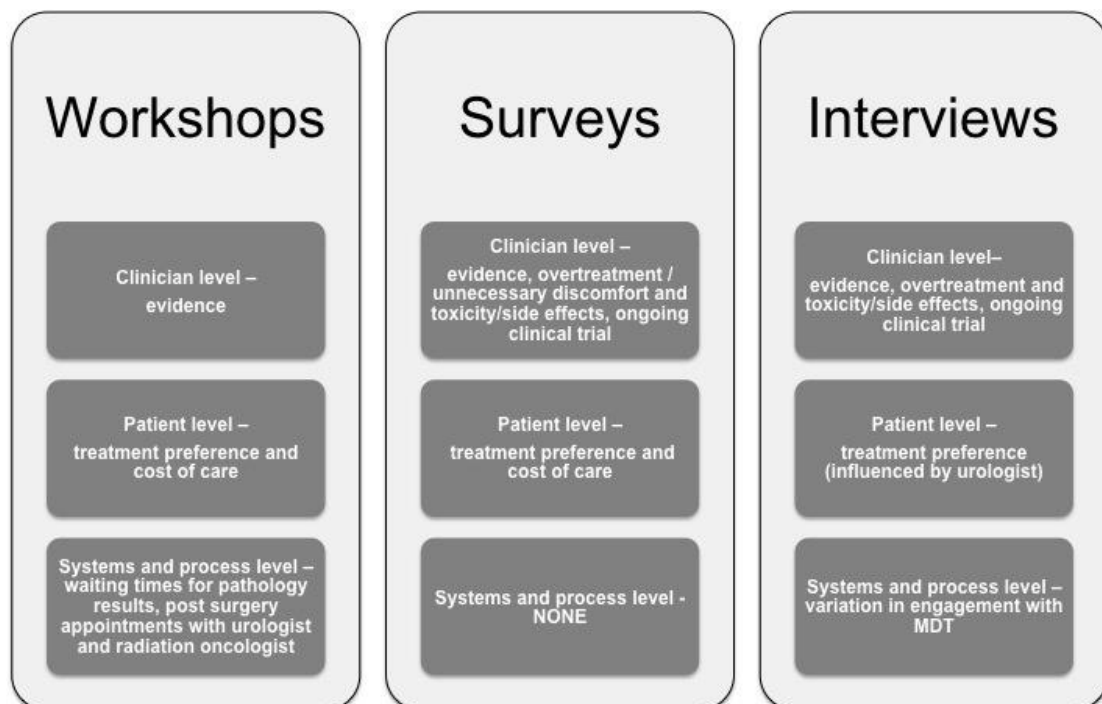 Workshops
Clinician level –
evidence
Patient level –
treatment preference and
cost of care
Systems and process level –
waiting times for pathology
results, post surgery
appointments with urologist
and radiation oncologist
Surveys
Clinician level –
evidence, overtreatment /
unnecessary discomfort and
toxicity/side effects, ongoing
clinical trial
Patient level –
treatment preference and
cost of care
Systems and process level -
NONE
Interviews
Clinician level–
evidence, overtreatment and
toxicity/side effects, ongoing
clinical trial
Patient level –
treatment preference
(influenced by urologist)
Systems and process level –
variation in engagement with
MDT